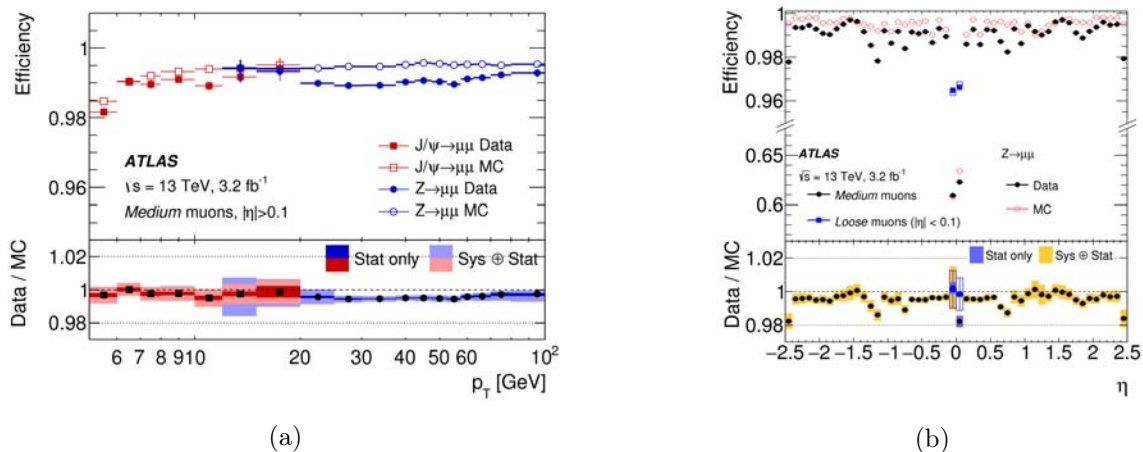 Efficiency
1
0.98
0.96
ATLAS
√s = 13 TeV, 3.2 fb⁻¹
Medium muons, |η|>0.1
J/ψ→μμ Data
J/ψ→μμ MC
Z→μμ Data
Z→μμ MC
Data / MC
1.02
1
0.98
Stat only
Sys ⊕ Stat
6 7 8 9 10 20 30 40 50 60 10²
p_T [GeV]
(a)
Efficiency
1
0.98
0.96
0.65
0.6
ATLAS
√s = 13 TeV, 3.2 fb⁻¹
Medium muons
Loose muons (|η| < 0.1)
Z→μμ
Data
MC
Data / MC
1.02
1
0.98
Stat only
Sys ⊕ Stat
−2.5 −2 −1.5 −1 −0.5 0 0.5 1 1.5 2 2.5
η
(b)